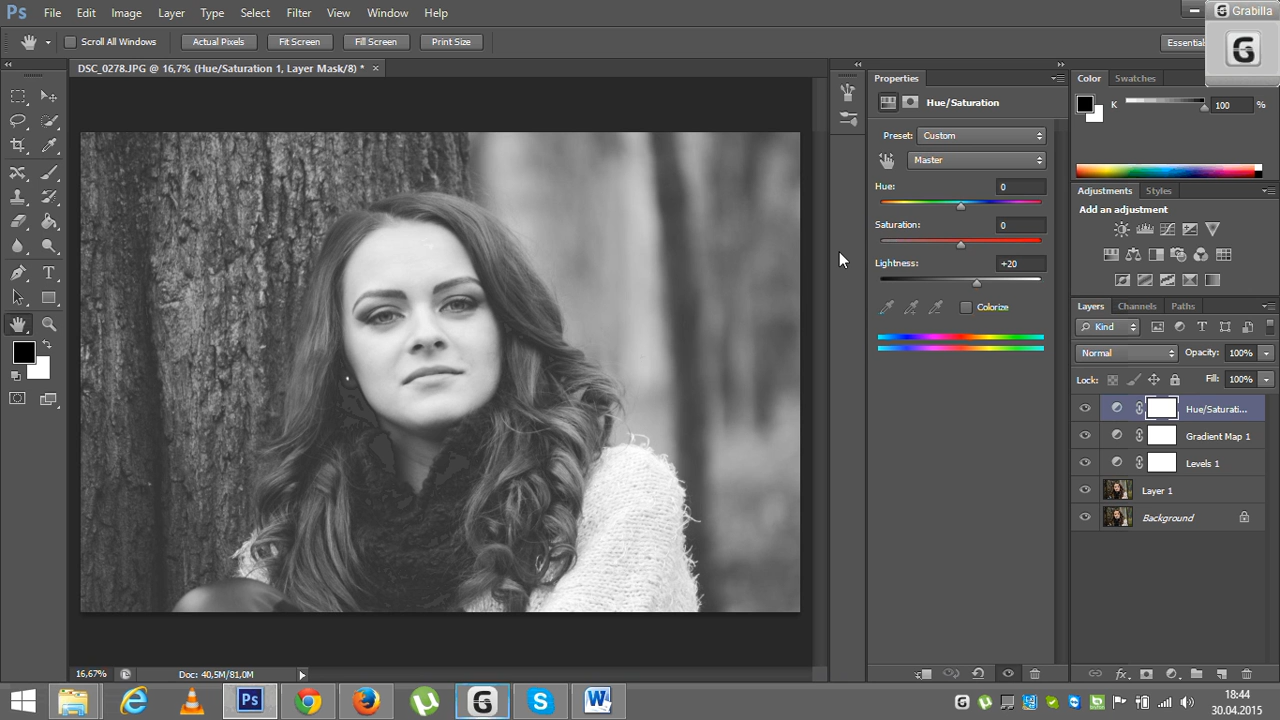 Ps File Edit Image Layer Type Select Filter View Window Help
Grabilla
Scroll All Windows Actual Pixels Fit Screen Fill Screen Print Size
Essential
DSC_0278.JPG @ 16,7% (Hue/Saturation 1, Layer Mask/8) * ×
Properties
Hue/Saturation
Preset: Custom
Master
Hue: 0
Saturation: 0
Lightness: +20
Colorize
Color Swatches
K 100 %
Adjustments Styles
Add an adjustment
Layers Channels Paths
Kind
Normal Opacity: 100%
Lock: Fill: 100%
Hue/Saturati...
Gradient Map 1
Levels 1
Layer 1
Background
16,67% Doc: 40,5M/81,0M
18:44
30.04.2015